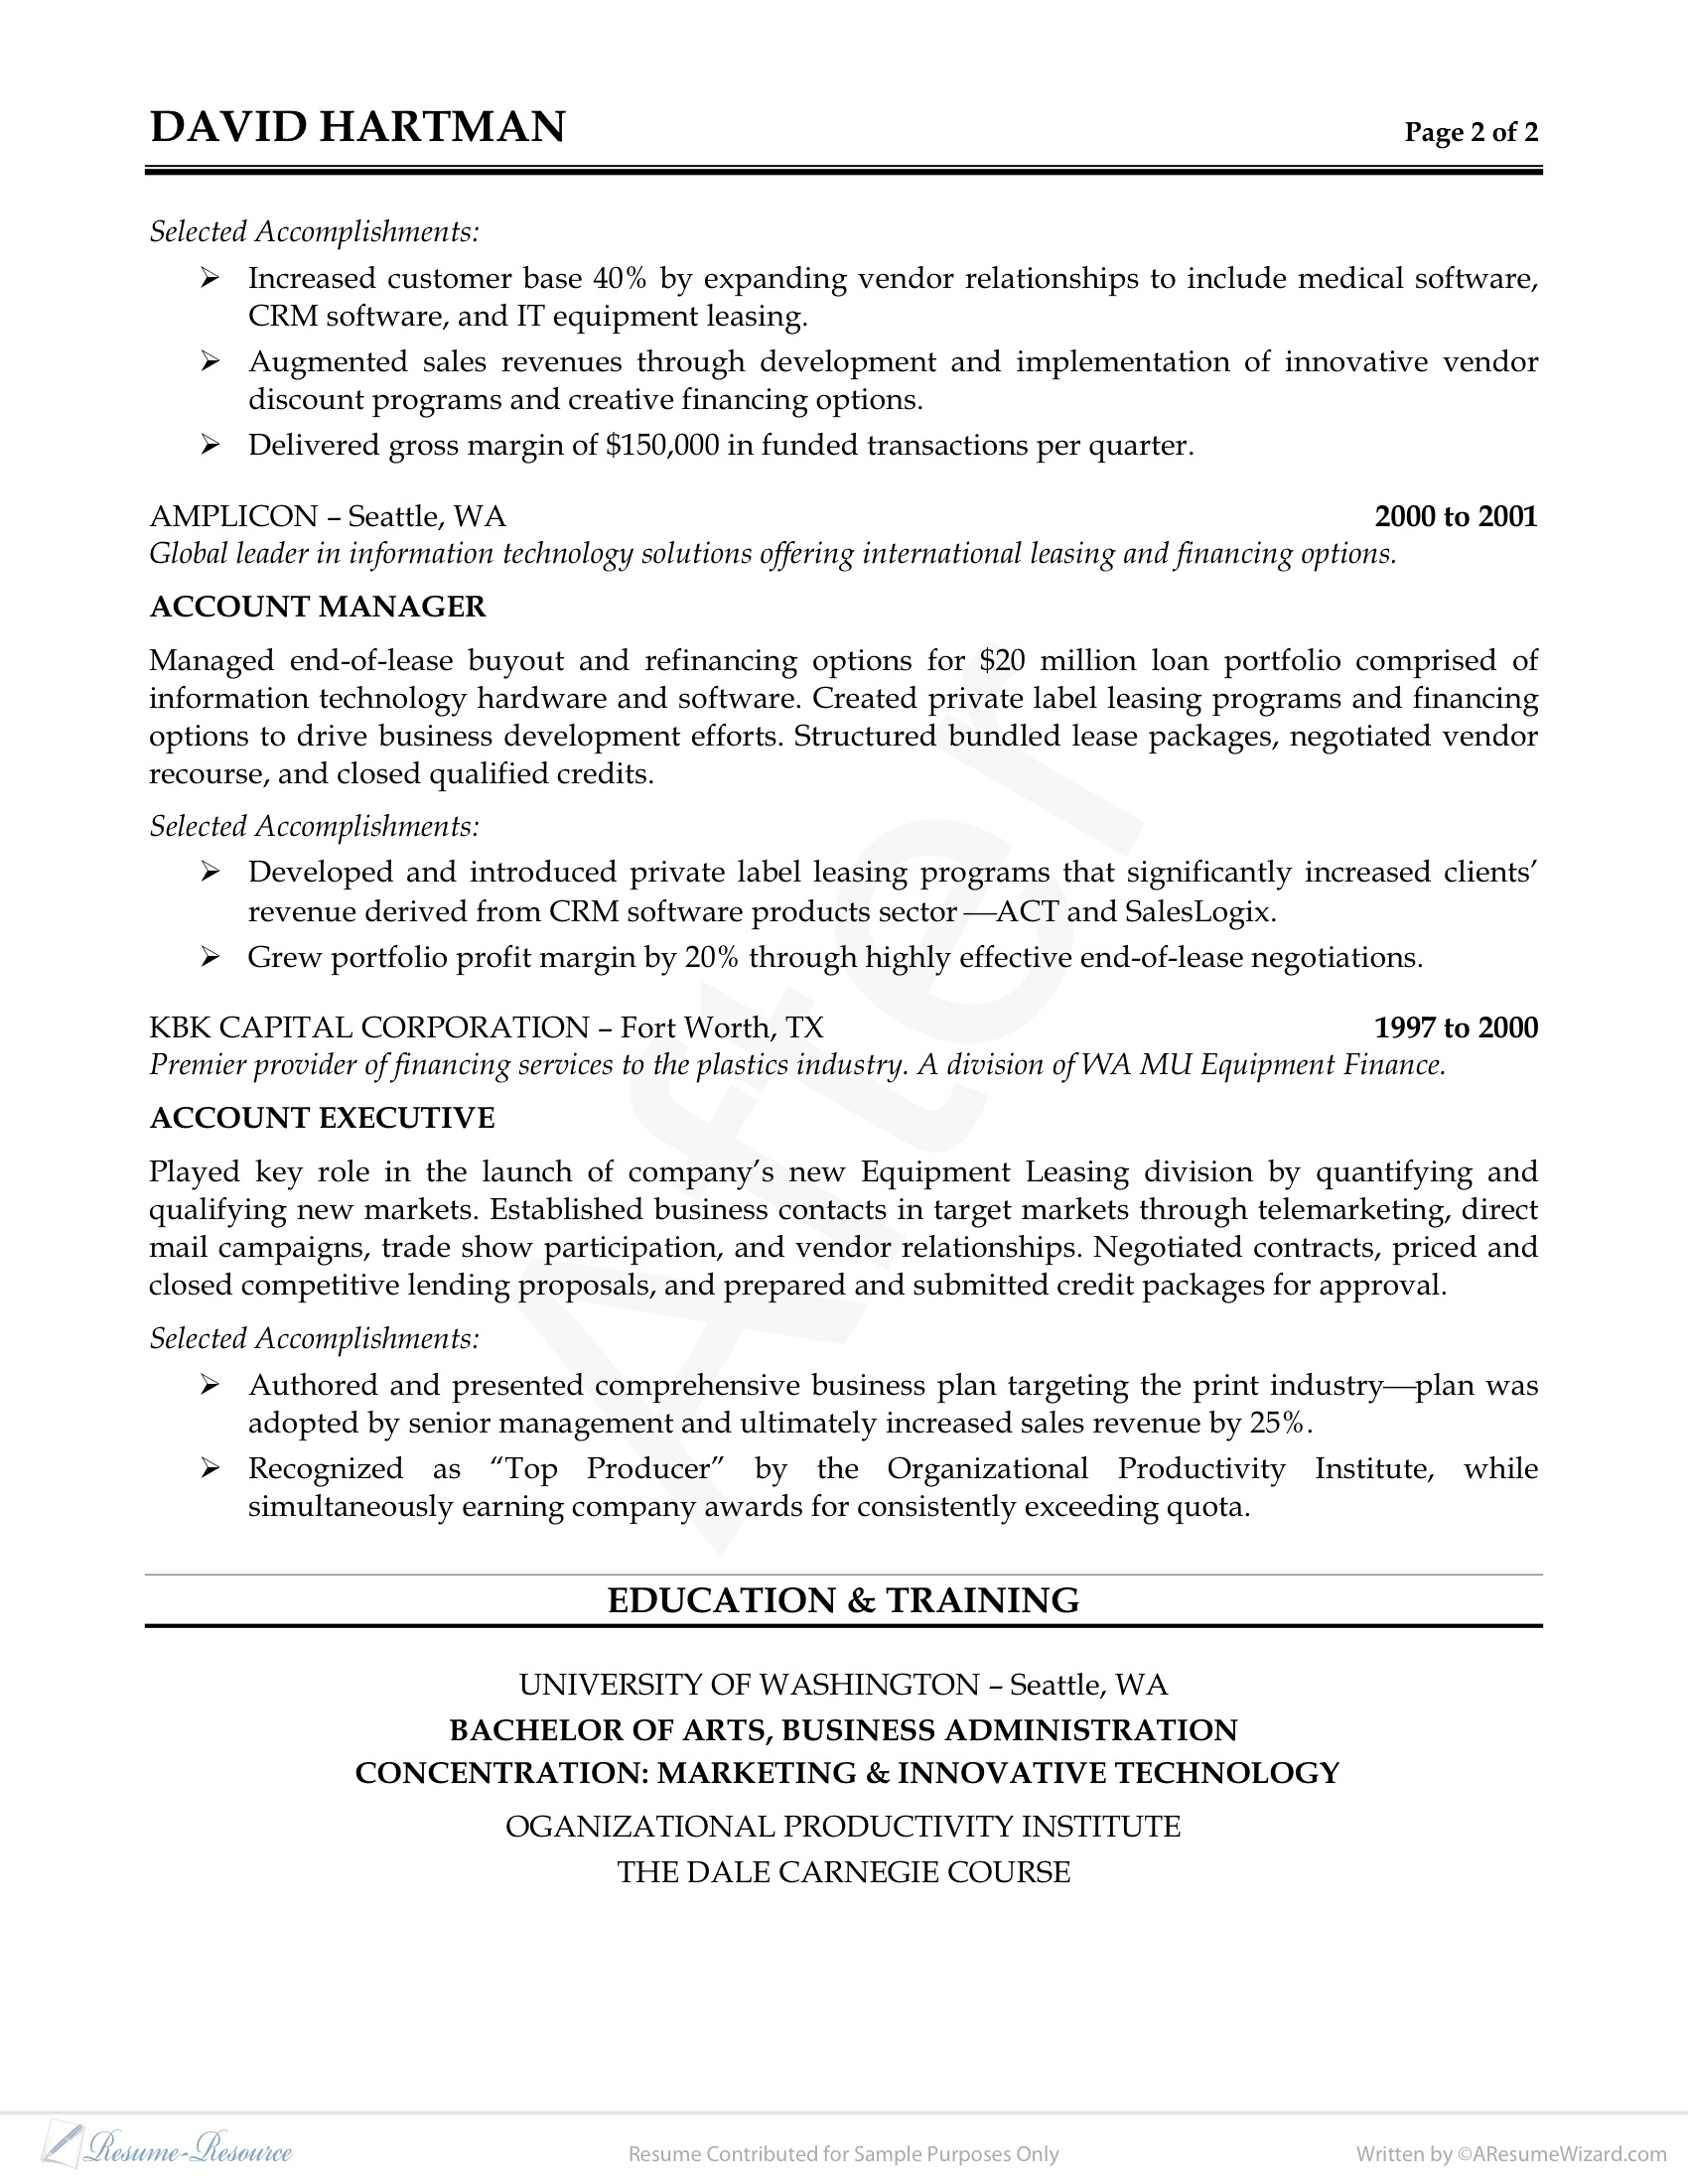 DAVID HARTMAN Page 2 of 2
Selected Accomplishments:
➢ Increased customer base 40% by expanding vendor relationships to include medical software,
CRM software, and IT equipment leasing.
➢ Augmented sales revenues through development and implementation of innovative vendor
discount programs and creative financing options.
➢ Delivered gross margin of $150,000 in funded transactions per quarter.
AMPLICON – Seattle, WA 2000 to 2001
Global leader in information technology solutions offering international leasing and financing options.
ACCOUNT MANAGER
Managed end-of-lease buyout and refinancing options for $20 million loan portfolio comprised of
information technology hardware and software. Created private label leasing programs and financing
options to drive business development efforts. Structured bundled lease packages, negotiated vendor
recourse, and closed qualified credits.
Selected Accomplishments:
➢ Developed and introduced private label leasing programs that significantly increased clients’
revenue derived from CRM software products sector —ACT and SalesLogix.
➢ Grew portfolio profit margin by 20% through highly effective end-of-lease negotiations.
KBK CAPITAL CORPORATION – Fort Worth, TX 1997 to 2000
Premier provider of financing services to the plastics industry. A division of WA MU Equipment Finance.
ACCOUNT EXECUTIVE
Played key role in the launch of company’s new Equipment Leasing division by quantifying and
qualifying new markets. Established business contacts in target markets through telemarketing, direct
mail campaigns, trade show participation, and vendor relationships. Negotiated contracts, priced and
closed competitive lending proposals, and prepared and submitted credit packages for approval.
Selected Accomplishments:
➢ Authored and presented comprehensive business plan targeting the print industry—plan was
adopted by senior management and ultimately increased sales revenue by 25%.
➢ Recognized as “Top Producer” by the Organizational Productivity Institute, while
simultaneously earning company awards for consistently exceeding quota.
After
EDUCATION & TRAINING
UNIVERSITY OF WASHINGTON – Seattle, WA
BACHELOR OF ARTS, BUSINESS ADMINISTRATION
CONCENTRATION: MARKETING & INNOVATIVE TECHNOLOGY
OGANIZATIONAL PRODUCTIVITY INSTITUTE
THE DALE CARNEGIE COURSE
Resume-Resource Resume Contributed for Sample Purposes Only Written by ©AResumeWizard.com